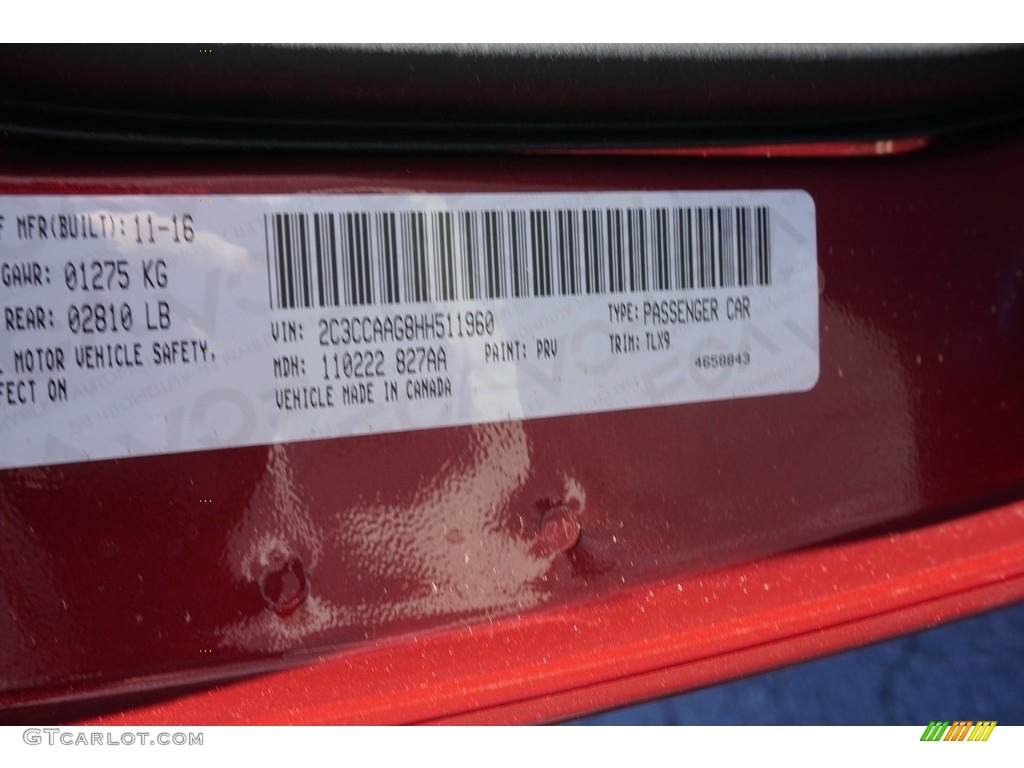 F MFR(BUILT): 11-16
GAWR: 01275 KG
REAR: 02810 LB
MOTOR VEHICLE SAFETY.
FECT ON
VIN: 2C3CCAAG8HH511960
TYPE: PASSENGER CAR
MDH: 110222 827AA
PAINT: PRV
TRIM: TLX9
VEHICLE MADE IN CANADA
4658843
GTCARLOT.COM